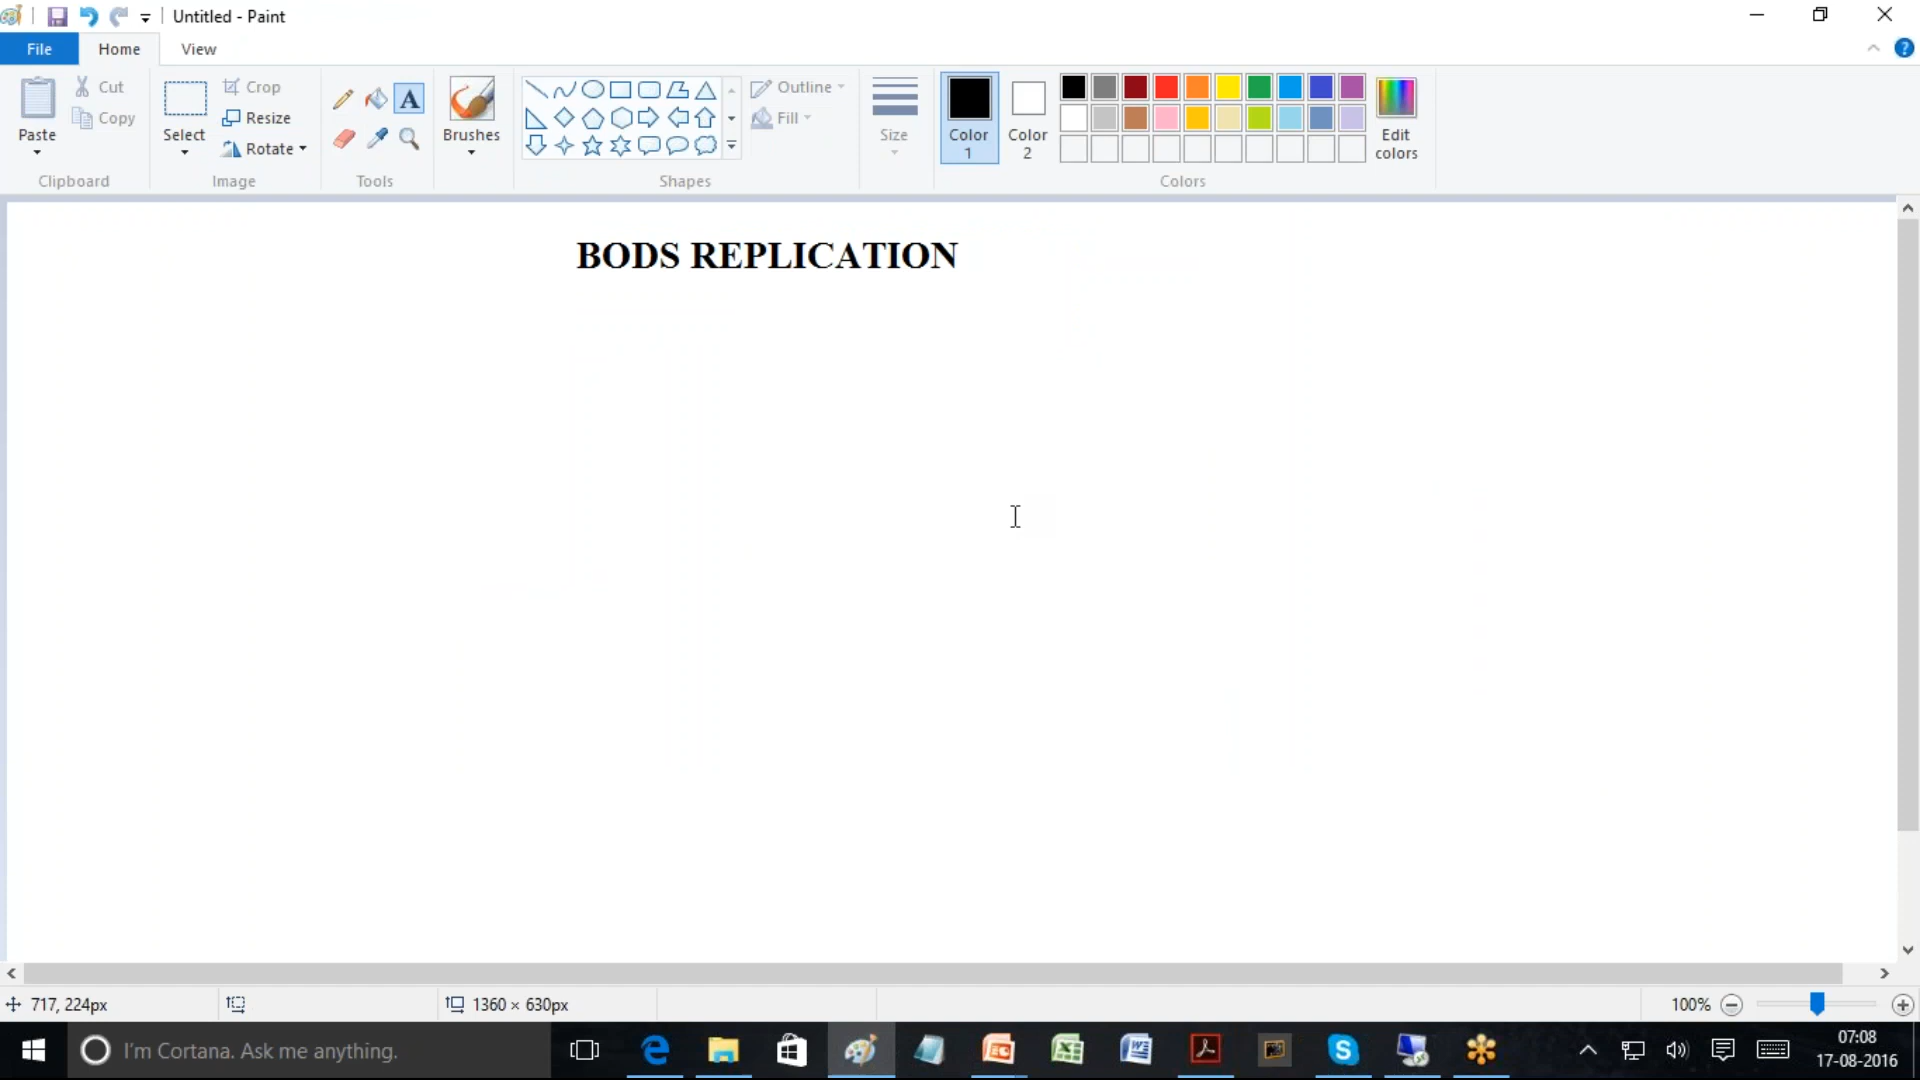 Untitled - Paint
File
Home
View
Paste
Cut
Copy
Clipboard
Select
Crop
Resize
Rotate
Image
A
Tools
Brushes
Shapes
Outline
Fill
Size
Color
1
Color
2
Edit
colors
Colors
BODS REPLICATION
717, 224px
1360 × 630px
100%
I'm Cortana. Ask me anything.
07:08
17-08-2016